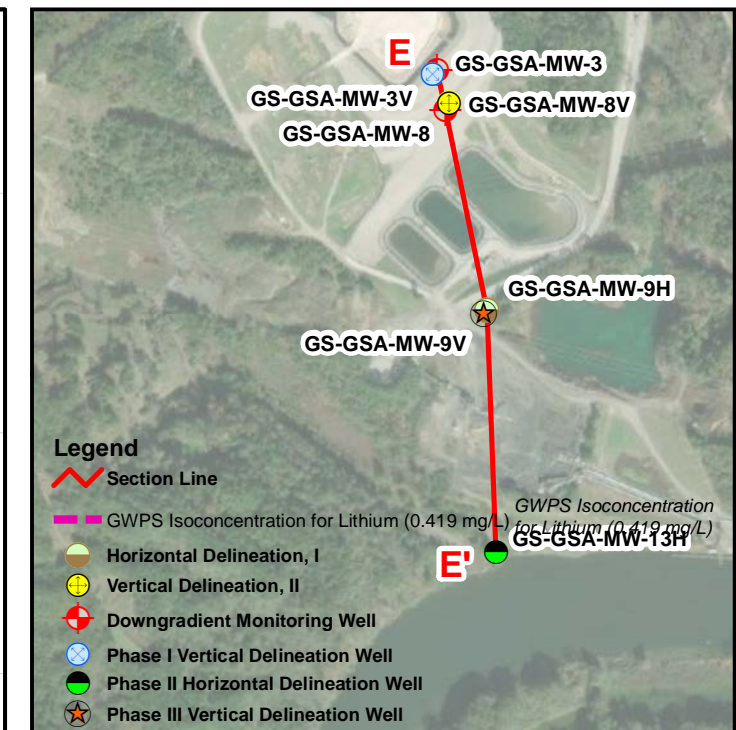 E
GS-GSA-MW-3
GS-GSA-MW-3V
GS-GSA-MW-8V
GS-GSA-MW-8
GS-GSA-MW-9H
GS-GSA-MW-9V
Legend
Section Line
GWPS Isoconcentration for Lithium (0.419 mg/L)
GWPS Isoconcentration
for Lithium (0.419 mg/L)
Horizontal Delineation, I
GS-GSA-MW-13H
E'
Vertical Delineation, II
Downgradient Monitoring Well
Phase I Vertical Delineation Well
Phase II Horizontal Delineation Well
Phase III Vertical Delineation Well